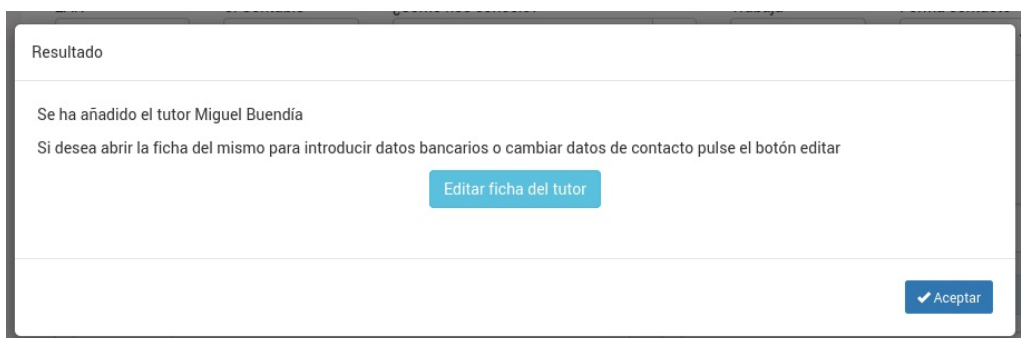 Resultado
Se ha añadido el tutor Miguel Buendía
Si desea abrir la ficha del mismo para introducir datos bancarios o cambiar datos de contacto pulse el botón editar
Editar ficha del tutor
Aceptar